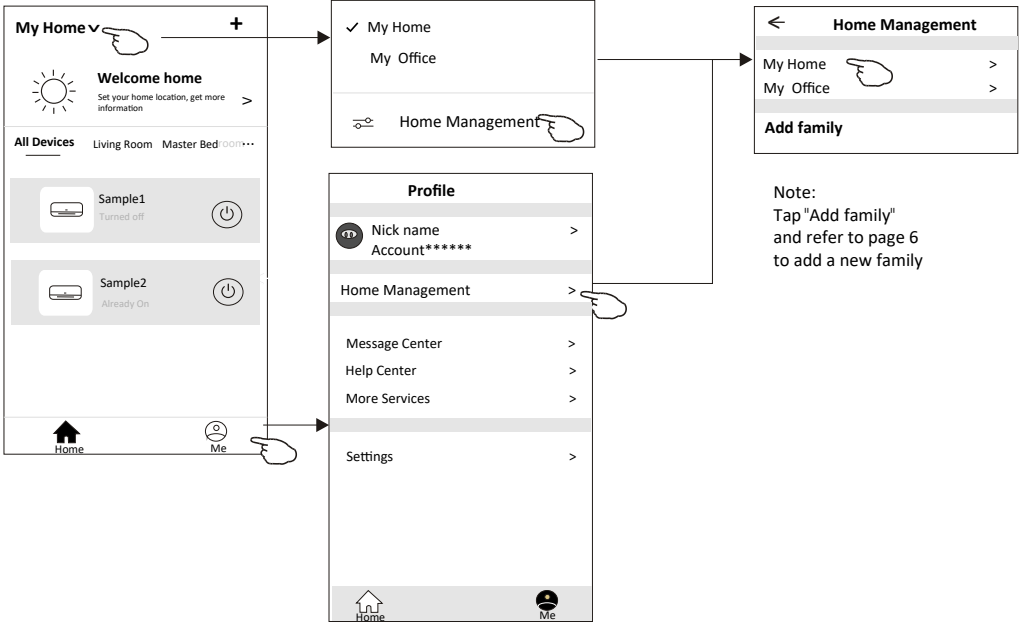 My Home
+
Welcome home
Set your home location, get more
information
>
All Devices Living Room Master Bedroom ...
Sample1
Turned off
Sample2
Already On
Home
Me
✓ My Home
My Office
Home Management
Profile
Nick name >
Account******
Home Management >
Message Center >
Help Center >
More Services >
Settings >
Home
Me
← Home Management
My Home >
My Office >
Add family
Note:
Tap "Add family"
and refer to page 6
to add a new family